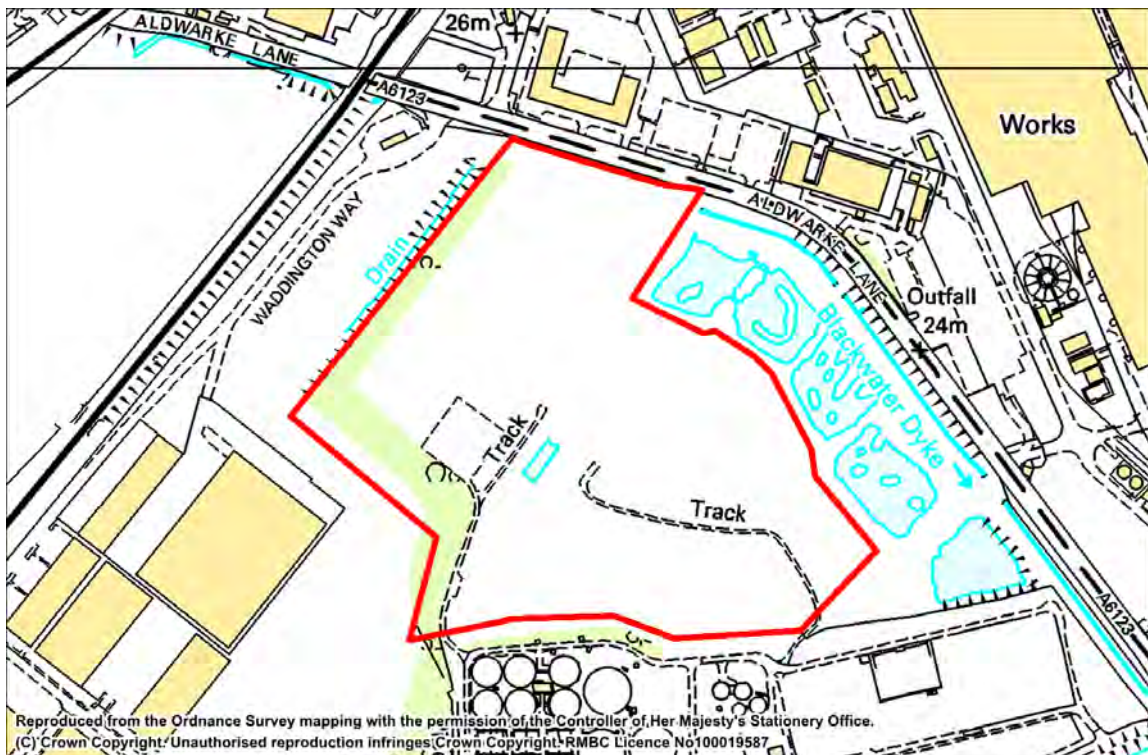 26m
ALDWARKE LANE
A6123
Works
WADDINGTON WAY
Drain
ALDWARKE LANE
Outfall
24m
Blackwater Dyke
Track
Track
A6123
Reproduced from the Ordnance Survey mapping with the permission of the Controller of Her Majesty's Stationery Office.
(C) Crown Copyright. Unauthorised reproduction infringes Crown Copyright. RMBC Licence No100019587